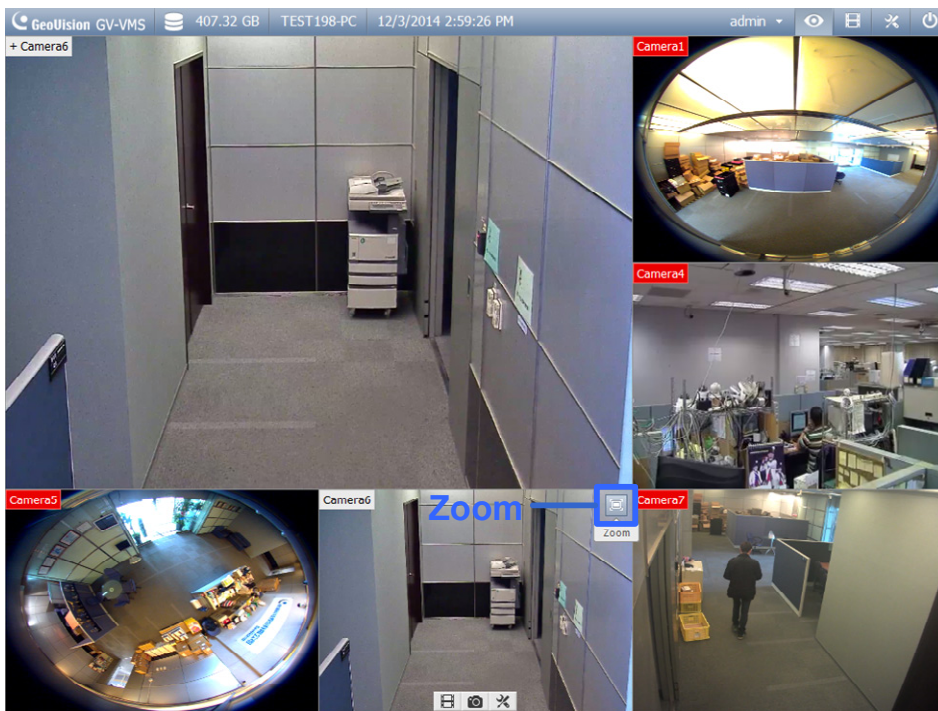 GeoVision GV-VMS 407.32 GB TEST198-PC 12/3/2014 2:59:26 PM admin
+ Camera6
Camera1
Camera4
Camera5
Camera6
Zoom
Zoom
Camera7